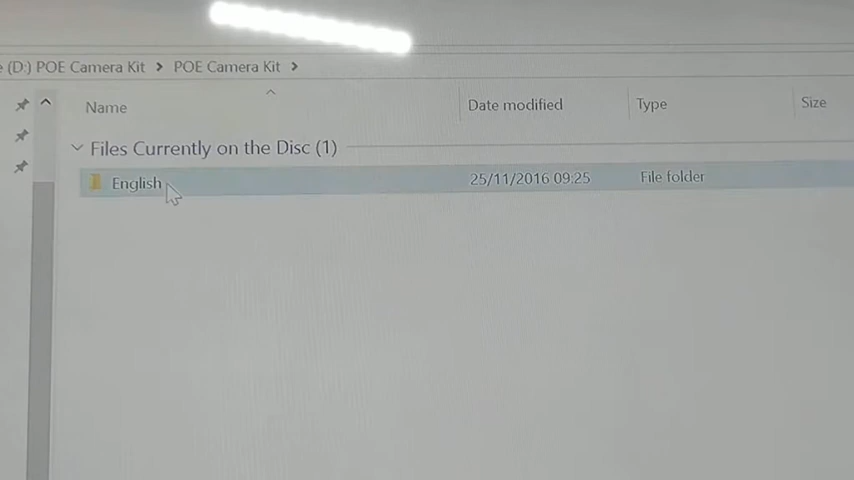 (D:) POE Camera Kit > POE Camera Kit >
Name Date modified Type Size
Files Currently on the Disc (1)
English 25/11/2016 09:25 File folder